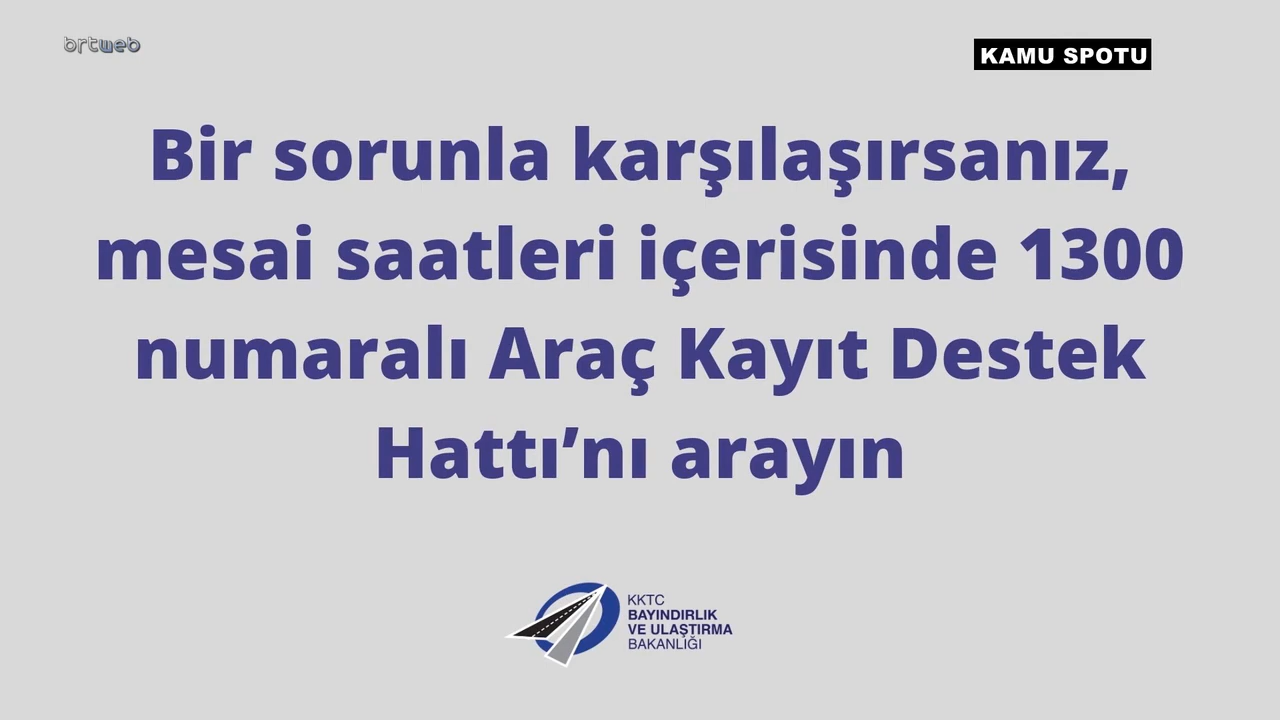 brtweb
KAMU SPOTU
Bir sorunla karşılaşırsanız,
mesai saatleri içerisinde 1300
numaralı Araç Kayıt Destek
Hattı’nı arayın
KKTC
BAYINDIRLIK
VE ULAŞTIRMA
BAKANLIĞI